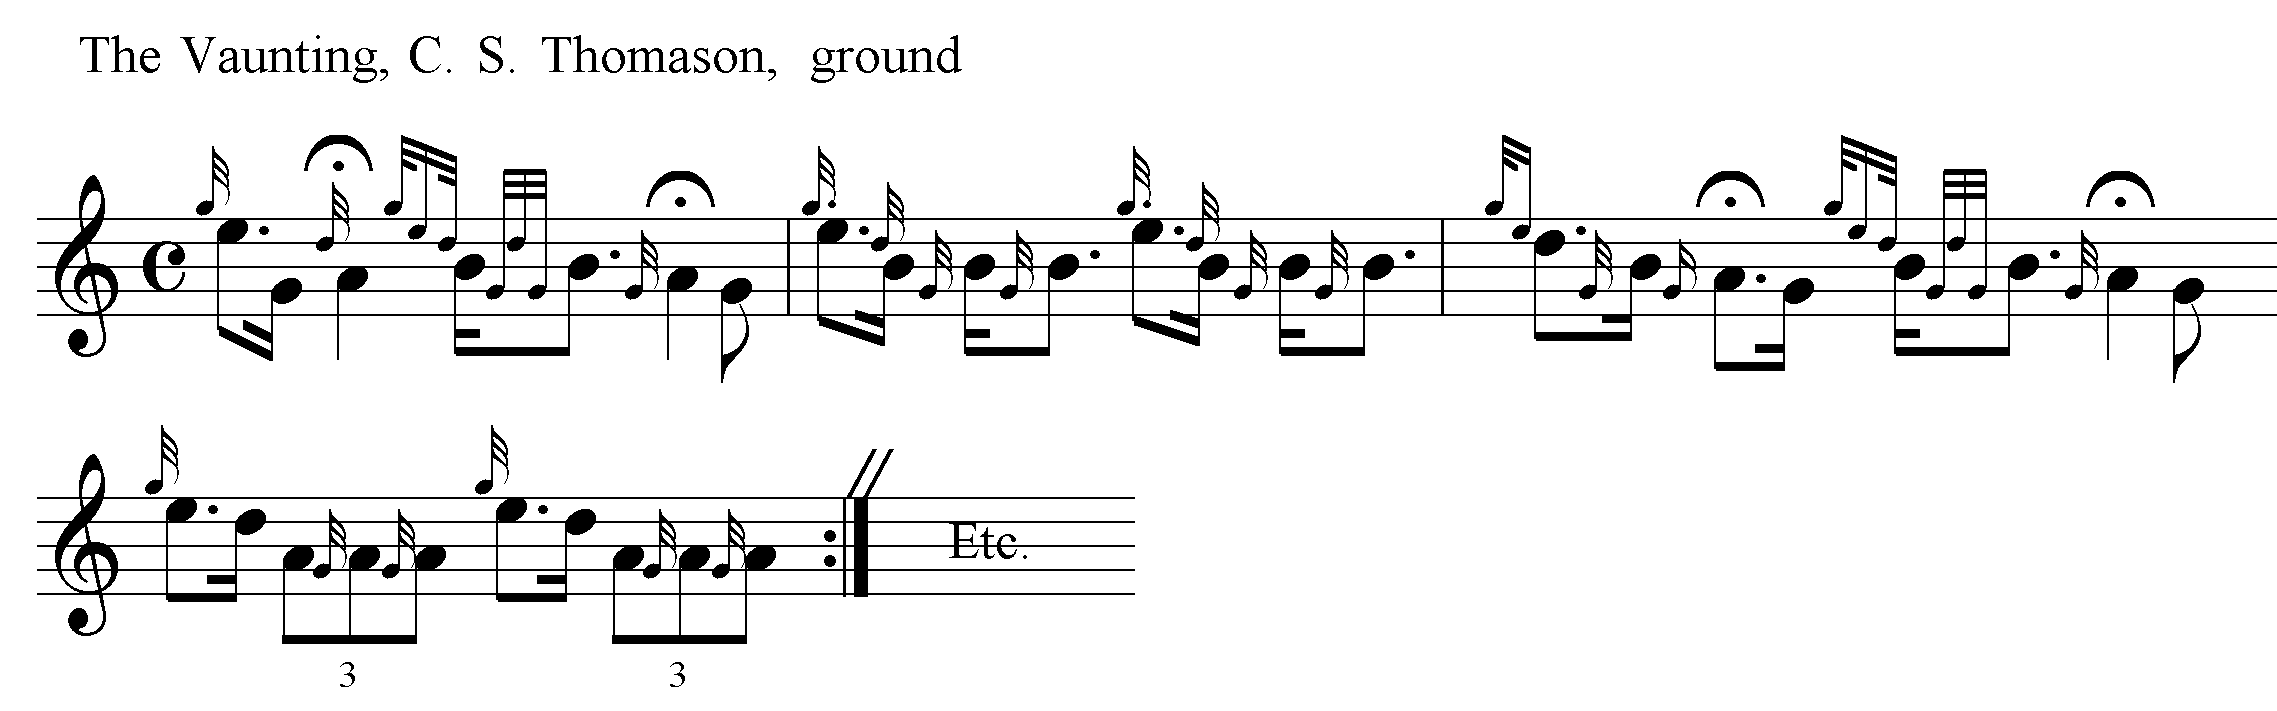 The Vaunting, C. S. Thomason, ground
Etc.
3 3